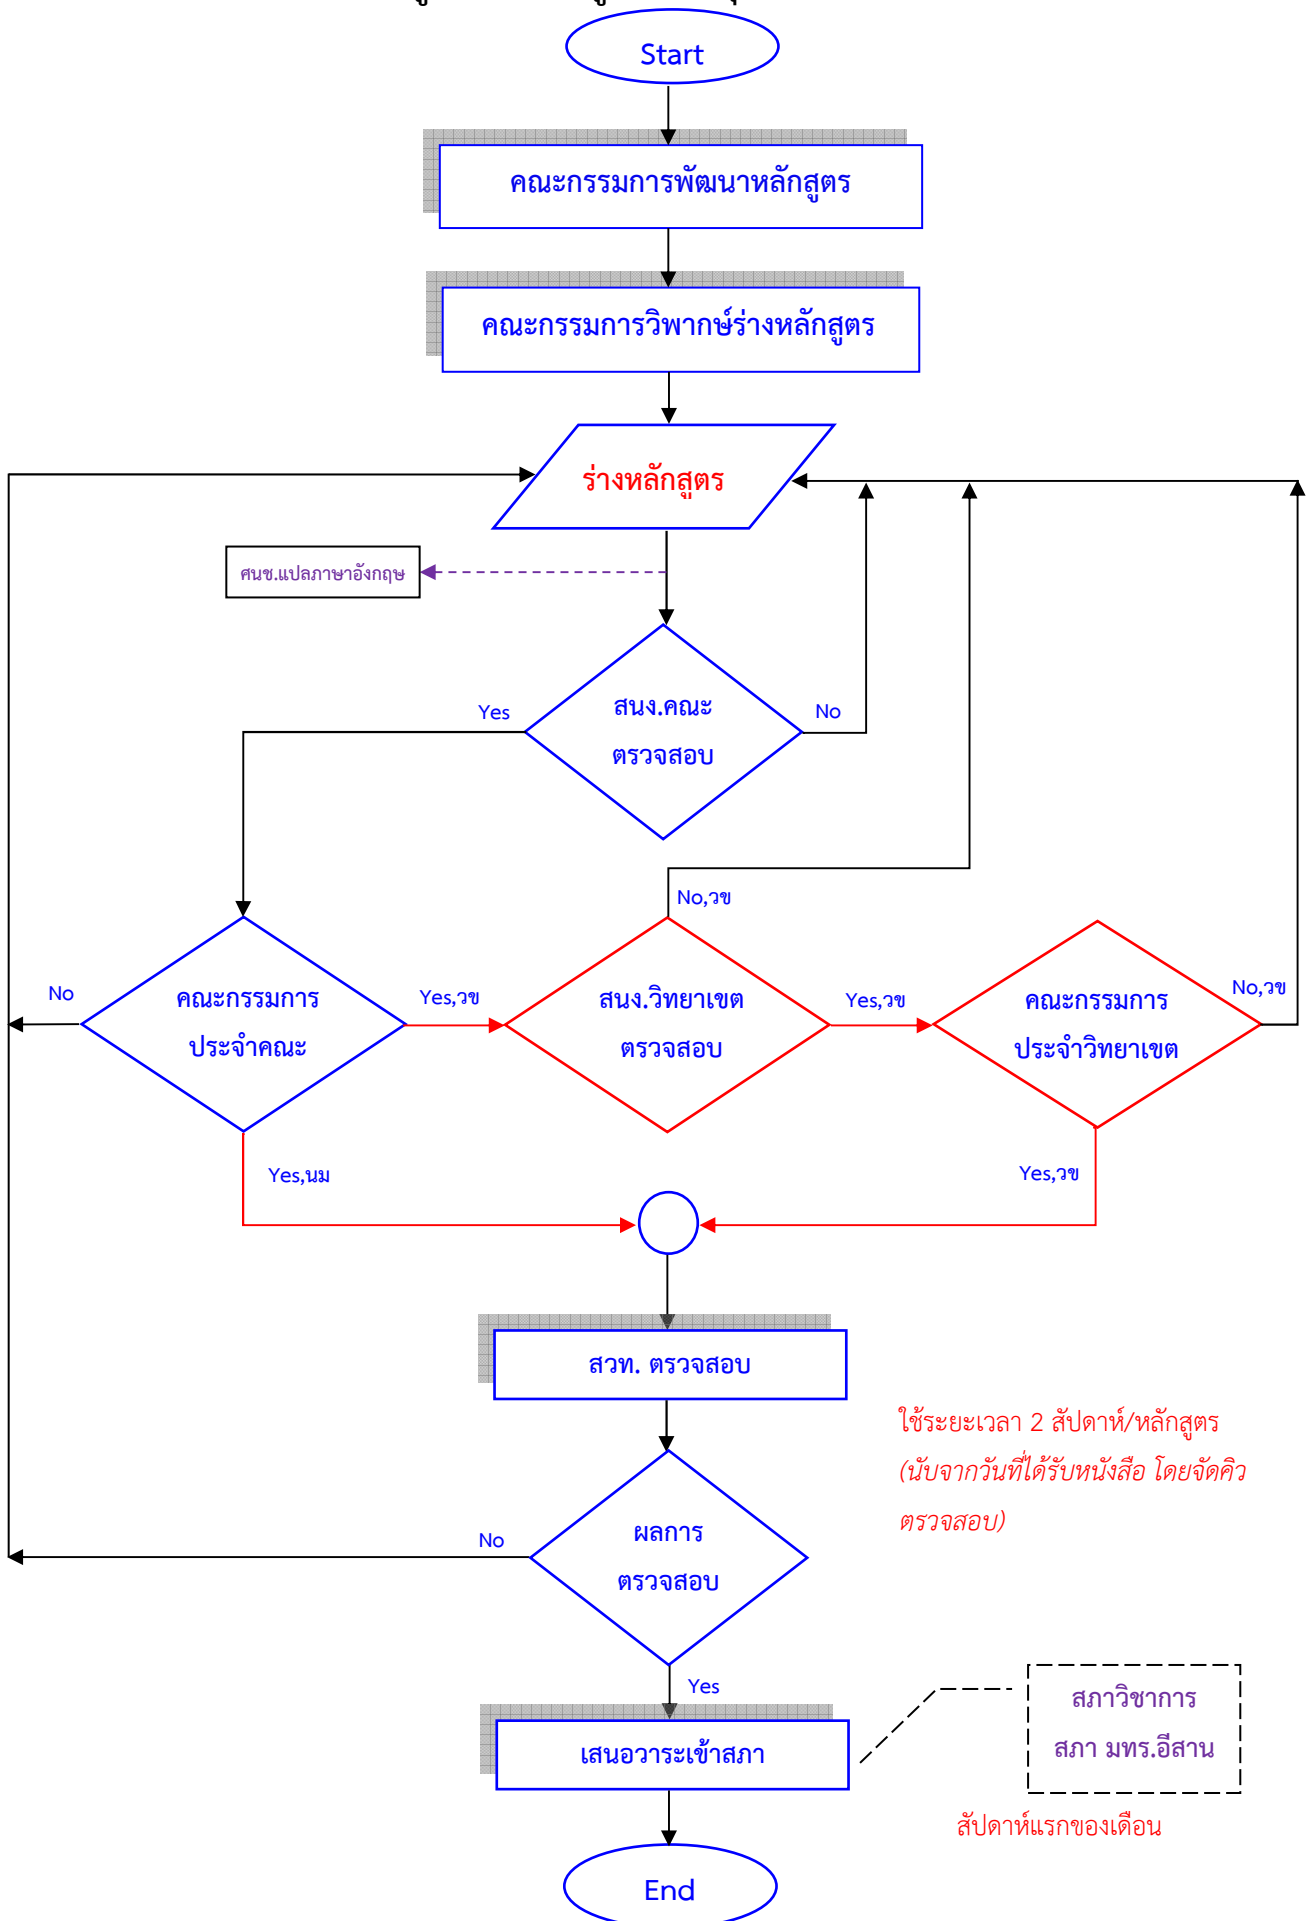 Start
คณะกรรมการพัฒนาหลักสูตร
คณะกรรมการวิพากษ์ร่างหลักสูตร
ร่างหลักสูตร
ศนช.แปลภาษาอังกฤษ
Yes
สนง.คณะ
ตรวจสอบ
No
No,วข
No
คณะกรรมการ
ประจำคณะ
Yes,วข
สนง.วิทยาเขต
ตรวจสอบ
Yes,วข
คณะกรรมการ
ประจำวิทยาเขต
No,วข
Yes,นม
Yes,วข
สวท. ตรวจสอบ
ใช้ระยะเวลา 2 สัปดาห์/หลักสูตร
(นับจากวันที่ได้รับหนังสือ โดยจัดคิว
ตรวจสอบ)
No
ผลการ
ตรวจสอบ
Yes
เสนอวาระเข้าสภา
สภาวิชาการ
สภา มทร.อีสาน
สัปดาห์แรกของเดือน
End